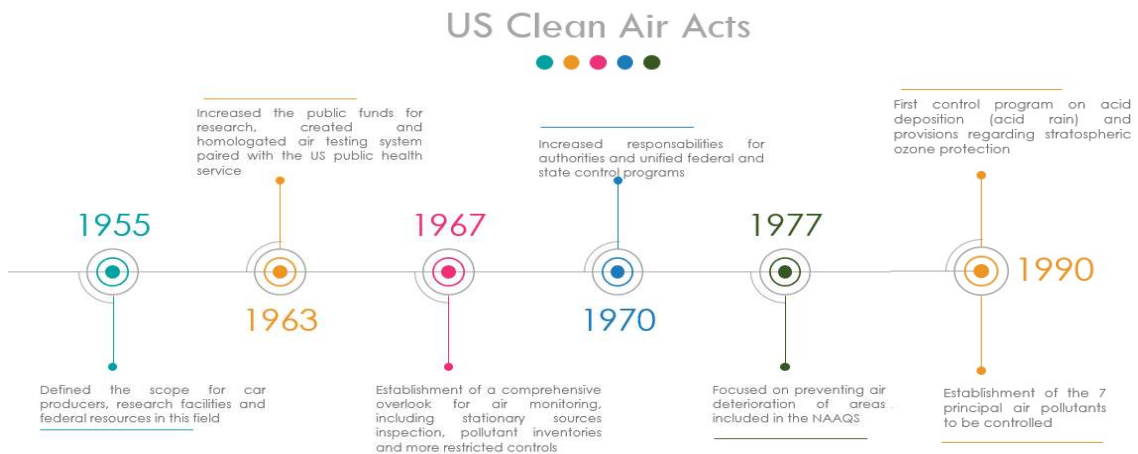 US Clean Air Acts
1955
Defined the scope for car
producers, research facilities and
federal resources in this field
Increased the public funds for
research, created and
homologated air testing system
paired with the US public health
service
1963
1967
Establishment of a comprehensive
overlook for air monitoring,
including stationary sources
inspection, pollutant inventories
and more restricted controls
Increased responsabilities for
authorities and unified federal and
state control programs
1970
1977
Focused on preventing air
deterioration of areas
included in the NAAQS
First control program on acid
deposition (acid rain) and
provisions regarding stratospheric
ozone protection
1990
Establishment of the 7
principal air pollutants
to be controlled